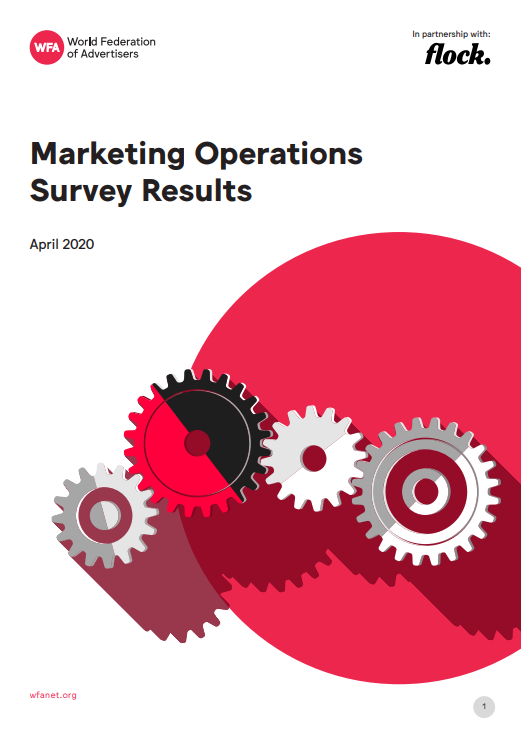 WFA World Federation
of Advertisers
In partnership with:
flock.
Marketing Operations
Survey Results
April 2020
wfanet.org
1